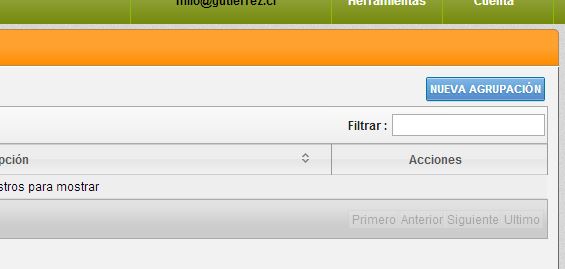 milo@gutierrez.cl Herramientas Cuenta
NUEVA AGRUPACIÓN
Filtrar :
pción Acciones
stros para mostrar
Primero Anterior Siguiente Ultimo